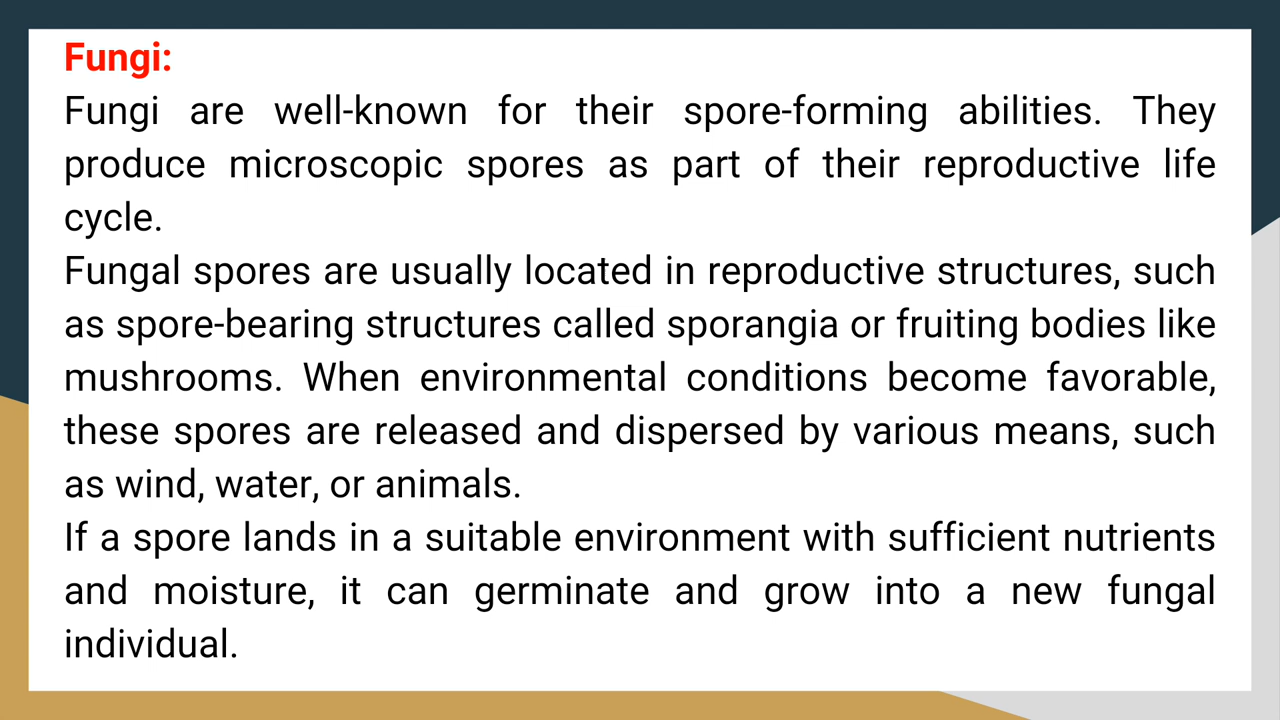 Fungi:
Fungi are well-known for their spore-forming abilities. They
produce microscopic spores as part of their reproductive life
cycle.
Fungal spores are usually located in reproductive structures, such
as spore-bearing structures called sporangia or fruiting bodies like
mushrooms. When environmental conditions become favorable,
these spores are released and dispersed by various means, such
as wind, water, or animals.
If a spore lands in a suitable environment with sufficient nutrients
and moisture, it can germinate and grow into a new fungal
individual.